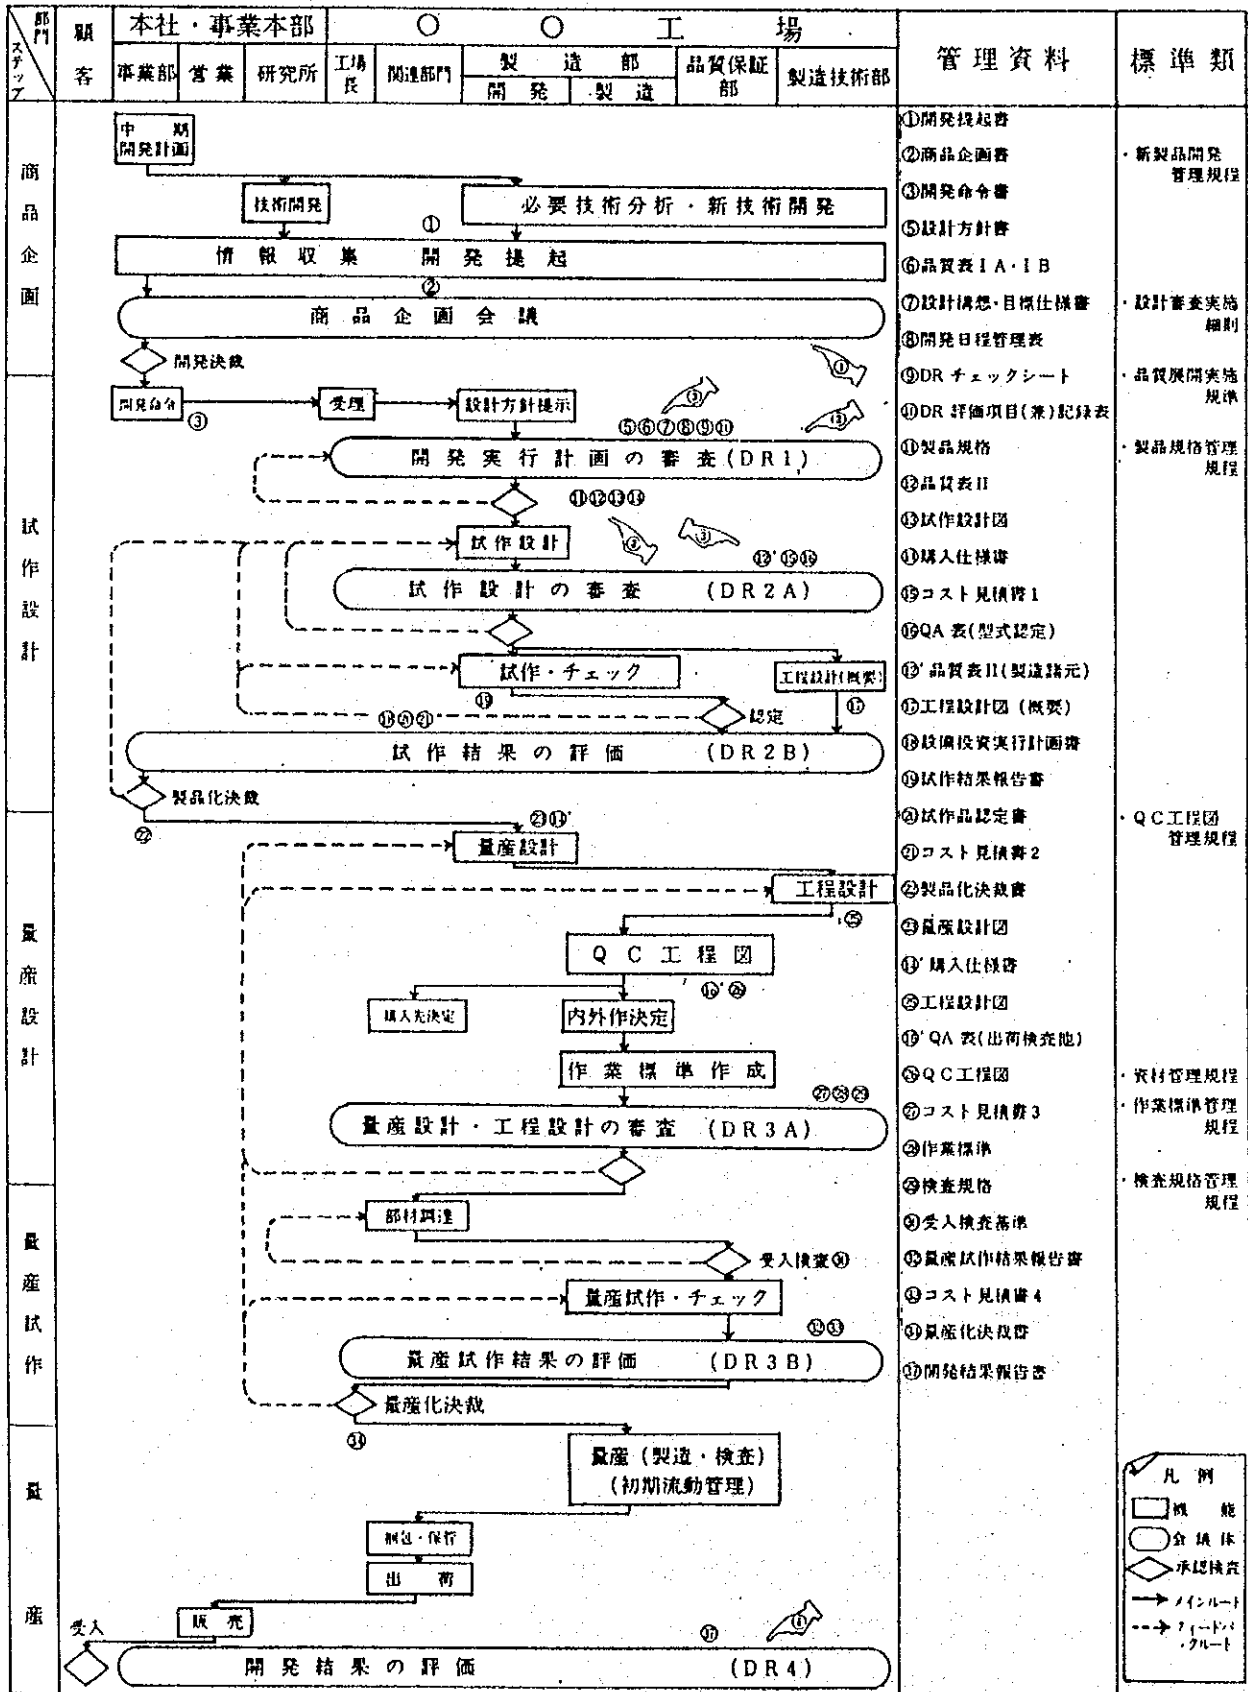 部門
ステップ
顧客
本社・事業本部
〇〇工場
管理資料
標準類
事業部
営業
研究所
工場長
関連部門
製造部
開発
製造
品質保証部
製造技術部
商品企画
試作設計
量産設計
量産試作
量産
中期
開発計画
技術開発
必要技術分析・新技術開発
①
情報収集 開発提起
②
商品企画会議
開発決裁
開発命令
③
受理
設計方針提示
⑤⑥⑦⑧⑨⑩
開発実行計画の審査(DR1)
⑪⑫⑬⑭
試作設計
⑫'⑮⑯
試作設計の審査 (DR2A)
試作・チェック
工程設計(概要)
⑲
⑰
⑱⑳㉑
認定
試作結果の評価 (DR2B)
製品化決裁
㉒
㉓⑭'
量産設計
工程設計
㉕
QC工程図
⑯'㉖
購入先決定
内外作決定
作業標準作成
㉗㉘㉙
量産設計・工程設計の審査 (DR3A)
部材調達
受入検査㉚
量産試作・チェック
㉜㉝
量産試作結果の評価 (DR3B)
量産化決裁
㉞
量産(製造・検査)
(初期流動管理)
梱包・保管
出荷
販売
受入
㊲
開発結果の評価 (DR4)
①開発提起書
②商品企画書
③開発命令書
⑤設計方針書
⑥品質表IA・IB
⑦設計構想・目標仕様書
⑧開発日程管理表
⑨DRチェックシート
⑩DR評価項目(兼)記録表
⑪製品規格
⑫品質表II
⑬試作設計図
⑭購入仕様書
⑮コスト見積書1
⑯QA表(型式認定)
⑫'品質表II(製造諸元)
⑰工程設計図(概要)
⑱設備投資実行計画書
⑲試作結果報告書
⑳試作品認定書
㉑コスト見積書2
㉒製品化決裁書
㉓量産設計図
⑭'購入仕様書
㉕工程設計図
⑯'QA表(出荷検査他)
㉖QC工程図
㉗コスト見積書3
㉘作業標準
㉙検査規格
㉚受入検査基準
㉜量産試作結果報告書
㉝コスト見積書4
㉞量産化決裁書
㊲開発結果報告書
・新製品開発
管理規程
・設計審査実施
細則
・品質展開実施
規準
・製品規格管理
規程
・QC工程図
管理規程
・資材管理規程
・作業標準管理
規程
・検査規格管理
規程
凡例
機能
会議体
承認検査
メインルート
フィードバ
ックルート